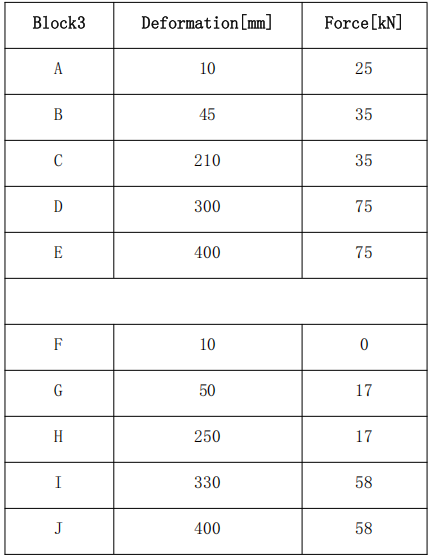 Block3 Deformation[mm] Force[kN]
A 10 25
B 45 35
C 210 35
D 300 75
E 400 75
F 10 0
G 50 17
H 250 17
I 330 58
J 400 58